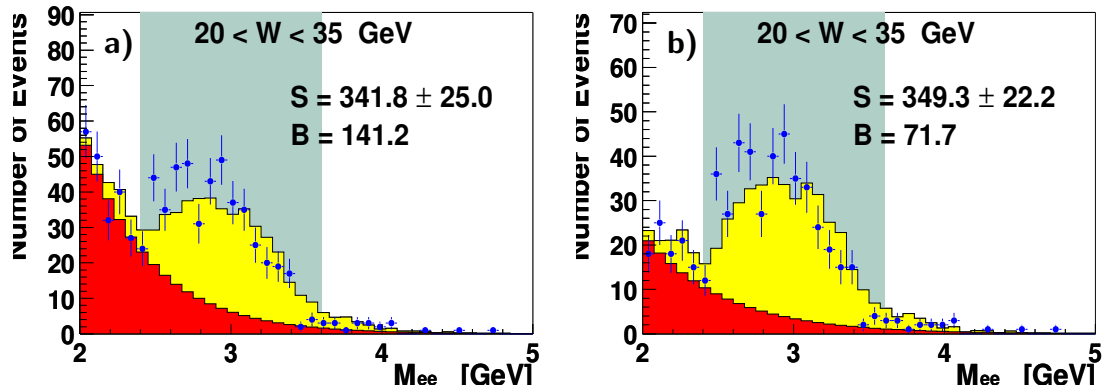 Number of Events
90
80
70
60
50
40
30
20
10
0
a)
20 < W < 35 GeV
S = 341.8 ± 25.0
B = 141.2
2
3
4
5
Mee [GeV]
Number of Events
70
60
50
40
30
20
10
0
b)
20 < W < 35 GeV
S = 349.3 ± 22.2
B = 71.7
2
3
4
5
Mee [GeV]